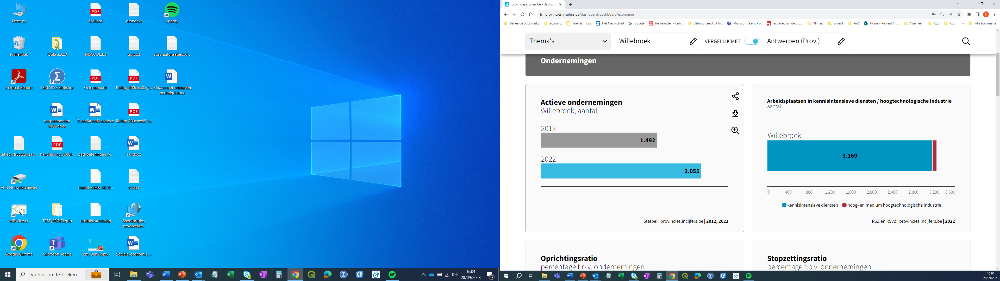 Deze pc
Mol.pdf
prono.txt
Spotify
Prullenbak
QGIS 3.32.0
NISCODE.txt
qgis.txt
spss_autorisatiecod...
Acrobat Reader
IBM SPSS Statistics
Oelegem.pdf
Rollup_200cmx85_v...
Stilaan met uitsterven
bedreigd.docx
dorpenmonitor
MOL.docx
OpenStreetMap.docx
Rollup_200cmx85_v...
uitleg_structuur_sas....
handleiding_ArcGI...
pad_oefeningen_A...
sas.docx
VPN Netwerkschijven
planet_3.028_50.59...
sas.txt
eID Viewer
TEST_PROC3.gdb
postaldistricts.shp
Snelstartgids
provinciale...
Google Chrome
Microsoft Teams
Ppt_DenA.pptx
Sociale_economie_...
Typ hier om te zoeken
16:04
28/09/2023
17
provincies.incijfers.be - Dashbo
provincies.incijfers.be/dashboard/dashboard/economie
L
Beheerde bookmarks
accounts
Telenet: Inbox
Het Nieuwsblad
Google
Herbeluister - Radi...
Geïmporteerd uit In...
Microsoft Teams - p...
extranet van de pro...
Klimaat
arbeid
PinC
Home - Provant Int...
Algemeen
KSZ
Kbo
»
Alle bookmarks
Thema's
Willebroek
VERGELIJK MET
Antwerpen (Prov.)
Ondernemingen
Actieve ondernemingen
Willebroek, aantal
2012
1.492
2022
2.055
Statbel | provincies.incijfers.be | 2012, 2022
Arbeidsplaatsen in kennisintensieve diensten / hoogtechnologische industrie
aantal
Willebroek
3.169
0 400 800 1.200 1.600 2.000 2.400 2.800 3.200 3.600
kennisintensieve diensten
hoog- en medium hoogtechnologische industrie
RSZ en RSVZ | provincies.incijfers.be | 2022
Oprichtingsratio
percentage t.o.v. ondernemingen
Stopzettingsratio
percentage t.o.v. ondernemingen
16:04
28/09/2023